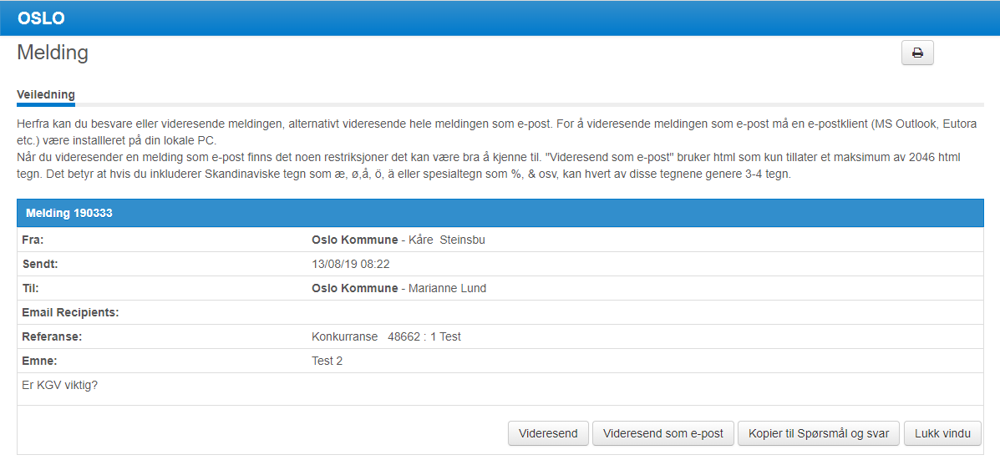 OSLO
Melding
Veiledning
Herfra kan du besvare eller videresende meldingen, alternativt videresende hele meldingen som e-post. For å videresende meldingen som e-post må en e-postklient (MS Outlook, Eutora
etc.) være installleret på din lokale PC.
Når du videresender en melding som e-post finns det noen restriksjoner det kan være bra å kjenne til. "Videresend som e-post" bruker html som kun tillater et maksimum av 2046 html
tegn. Det betyr at hvis du inkluderer Skandinaviske tegn som æ, ø,å, ö, ä eller spesialtegn som %, & osv, kan hvert av disse tegnene genere 3-4 tegn.
Melding 190333
Fra: Oslo Kommune - Kåre  Steinsbu
Sendt: 13/08/19 08:22
Til: Oslo Kommune - Marianne Lund
Email Recipients:
Referanse: Konkurranse   48662 : 1 Test
Emne: Test 2
Er KGV viktig?
Videresend Videresend som e-post Kopier til Spørsmål og svar Lukk vindu